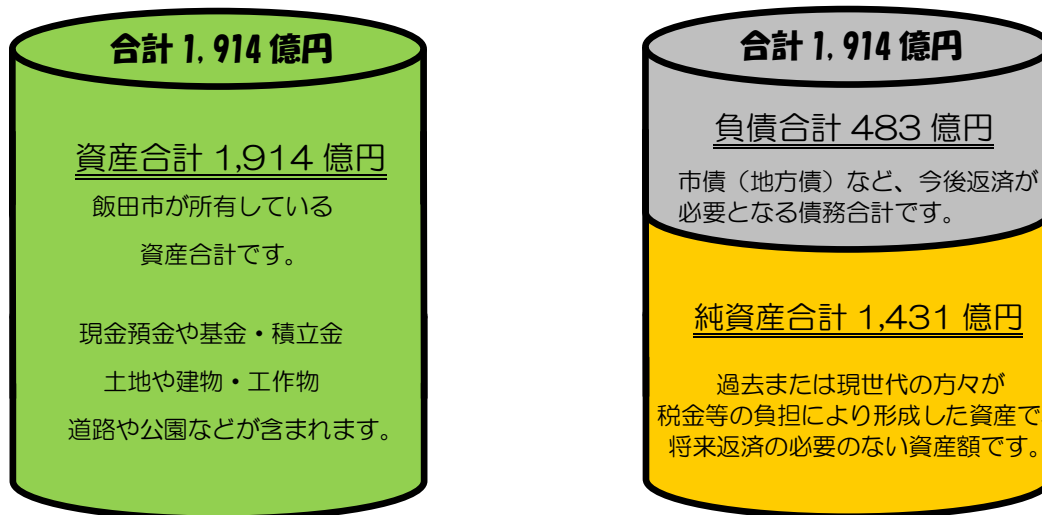 合計1,914億円
資産合計 1,914 億円
飯田市が所有している
資産合計です。
現金預金や基金・積立金
土地や建物・工作物
道路や公園などが含まれます。
合計1,914億円
負債合計 483 億円
市債（地方債）など、今後返済が
必要となる債務合計です。
純資産合計 1,431 億円
過去または現世代の方々が
税金等の負担により形成した資産で
将来返済の必要のない資産額です。